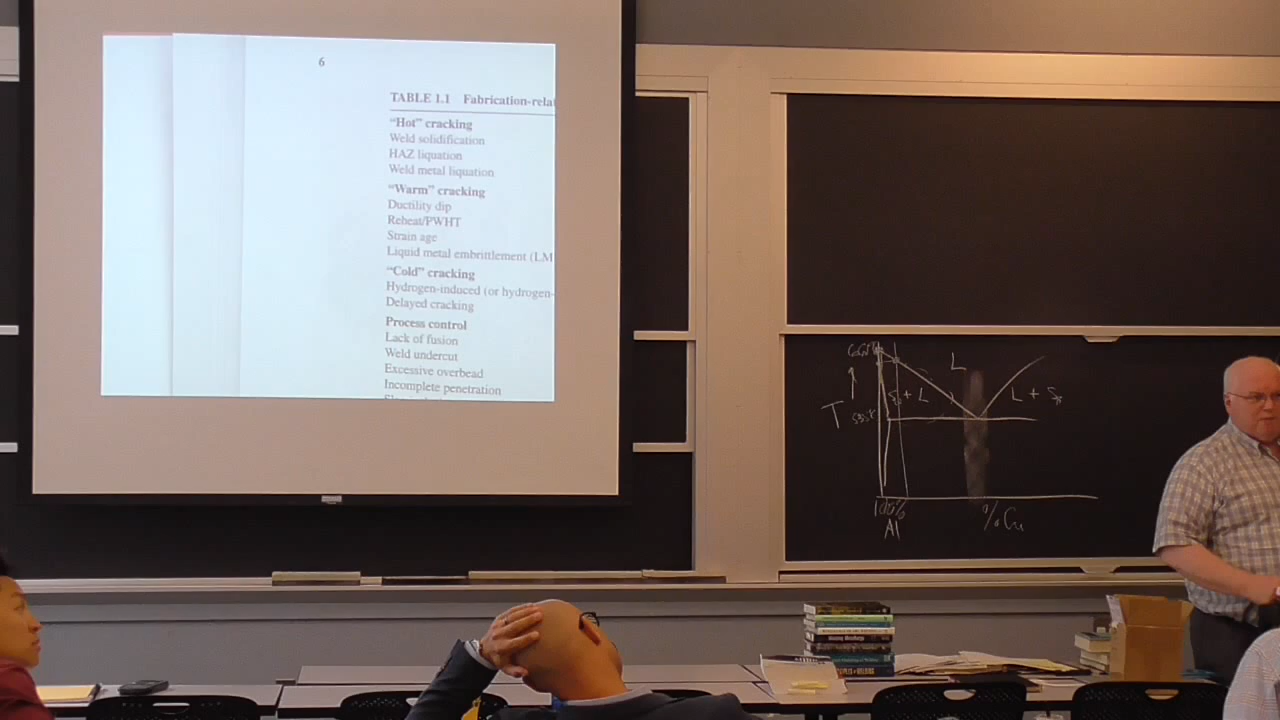 6
TABLE 1.1 Fabrication-rela
"Hot" cracking
Weld solidification
HAZ liquation
Weld metal liquation
"Warm" cracking
Ductility dip
Reheat/PWHT
Strain age
Liquid metal embrittlement (LM
"Cold" cracking
Hydrogen-induced (or hydrogen-
Delayed cracking
Process control
Lack of fusion
Weld undercut
Excessive overbead
Incomplete penetration
L
+ L
L + S
T
100%
Al
% Cu